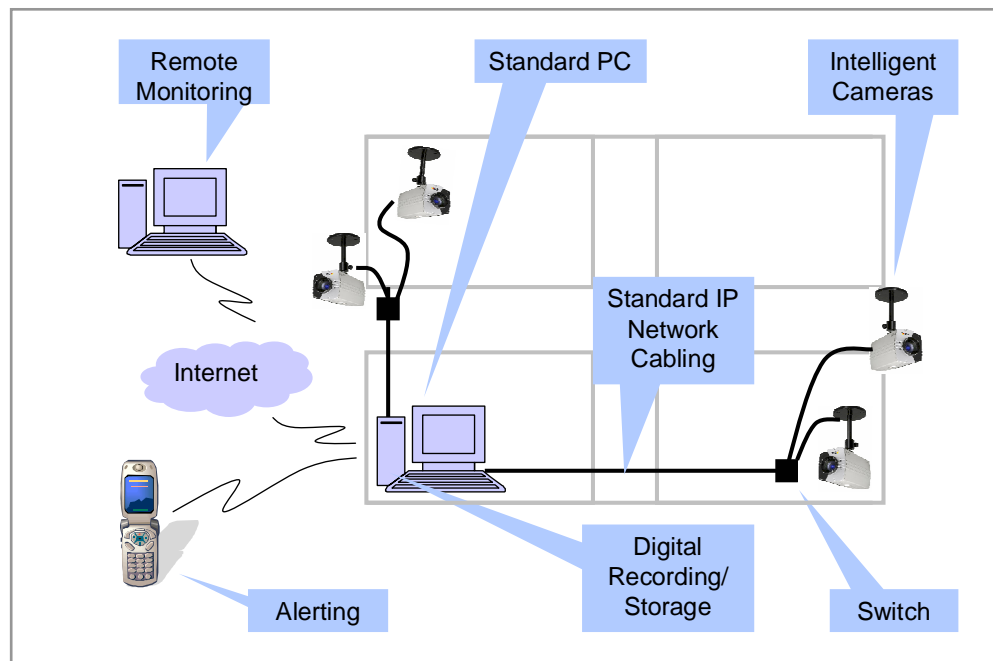 Remote
Monitoring
Standard PC
Intelligent
Cameras
Standard IP
Network
Cabling
Internet
Digital
Recording/
Storage
Alerting
Switch